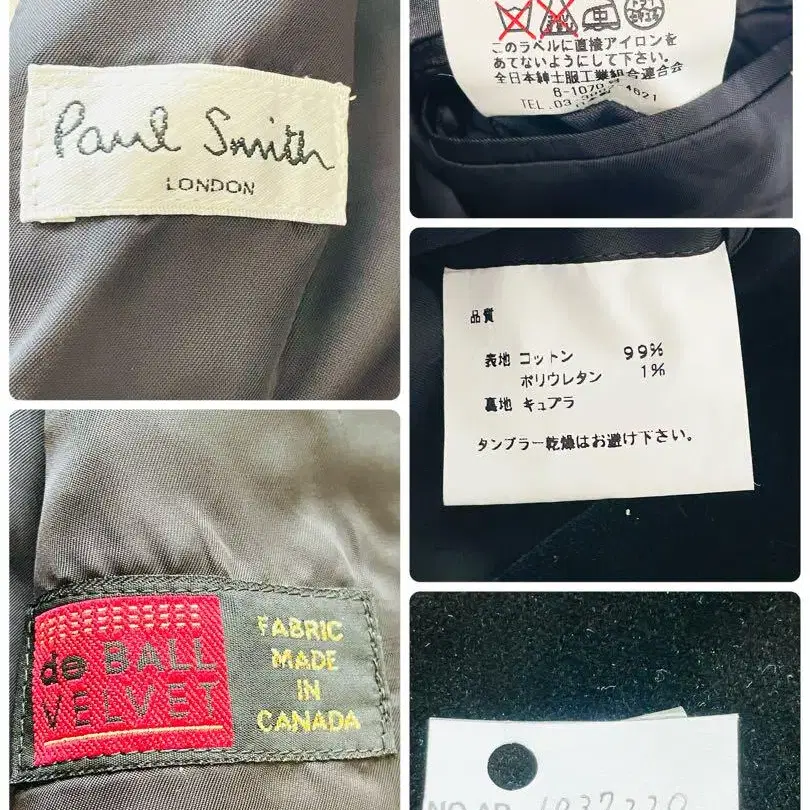 Paul Smith
LONDON
このラベルに直接アイロンを
あてないようにして下さい。
全日本紳士服工業組合連合会
品質
表地 コットン 99%
ポリウレタン 1%
裏地 キュプラ
タンブラー乾燥はお避け下さい。
de BALL
VELVET
FABRIC
MADE
IN
CANADA